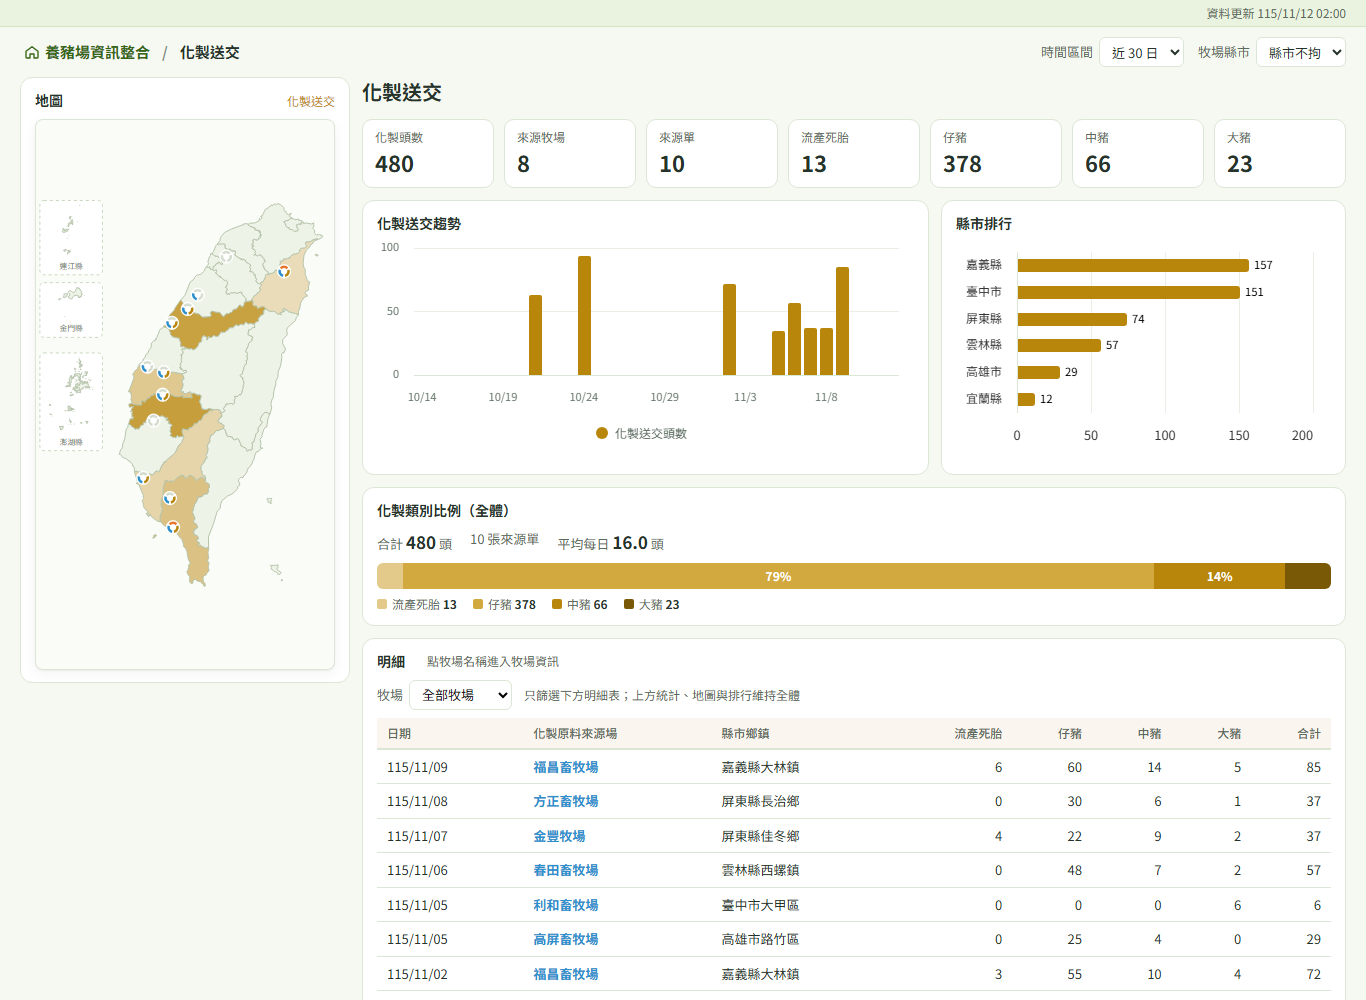 資料更新 115/11/12 02:00
養豬場資訊整合 / 化製送交
時間區間 近 30 日 牧場縣市 縣市不拘
地圖 化製送交
連江縣
金門縣
澎湖縣
化製送交
化製頭數 來源牧場 來源單 流產死胎 仔豬 中豬 大豬
480 8 10 13 378 66 23
化製送交趨勢
100
50
0
10/14 10/19 10/24 10/29 11/3 11/8
化製送交頭數
縣市排行
嘉義縣 157
臺中市 151
屏東縣 74
雲林縣 57
高雄市 29
宜蘭縣 12
0 50 100 150 200
化製類別比例（全體）
合計 480 頭 10 張來源單 平均每日 16.0 頭
79% 14%
流產死胎 13 仔豬 378 中豬 66 大豬 23
明細 點牧場名稱進入牧場資訊
牧場 全部牧場 只篩選下方明細表；上方統計、地圖與排行維持全體
日期 化製原料來源場 縣市鄉鎮 流產死胎 仔豬 中豬 大豬 合計
115/11/09 福昌畜牧場 嘉義縣大林鎮 6 60 14 5 85
115/11/08 方正畜牧場 屏東縣長治鄉 0 30 6 1 37
115/11/07 金豐牧場 屏東縣佳冬鄉 4 22 9 2 37
115/11/06 春田畜牧場 雲林縣西螺鎮 0 48 7 2 57
115/11/05 利和畜牧場 臺中市大甲區 0 0 0 6 6
115/11/05 高屏畜牧場 高雄市路竹區 0 25 4 0 29
115/11/02 福昌畜牧場 嘉義縣大林鎮 3 55 10 4 72